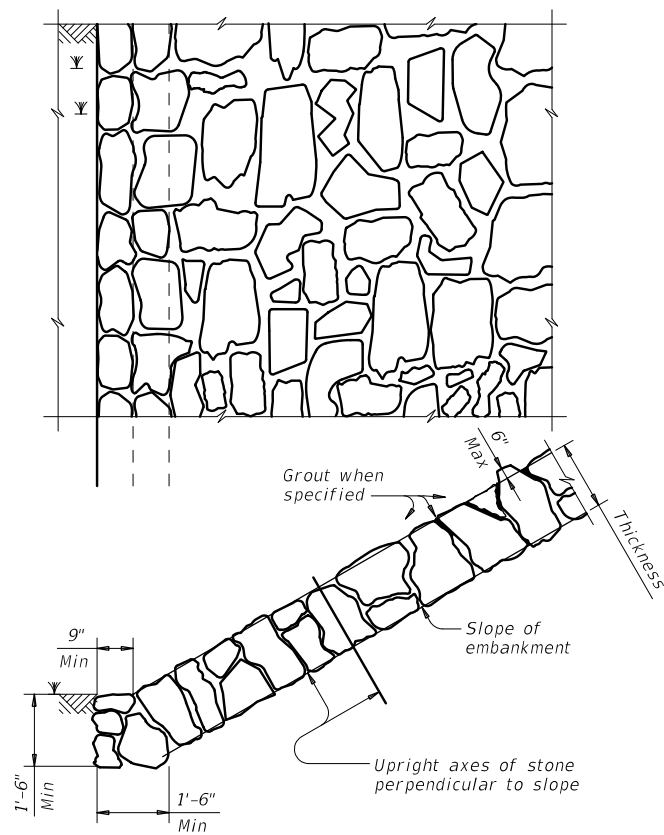 6"
Max
Grout when
specified
Thickness
9"
Min
Slope of
embankment
1'-6"
Min
Upright axes of stone
perpendicular to slope
1'-6"
Min